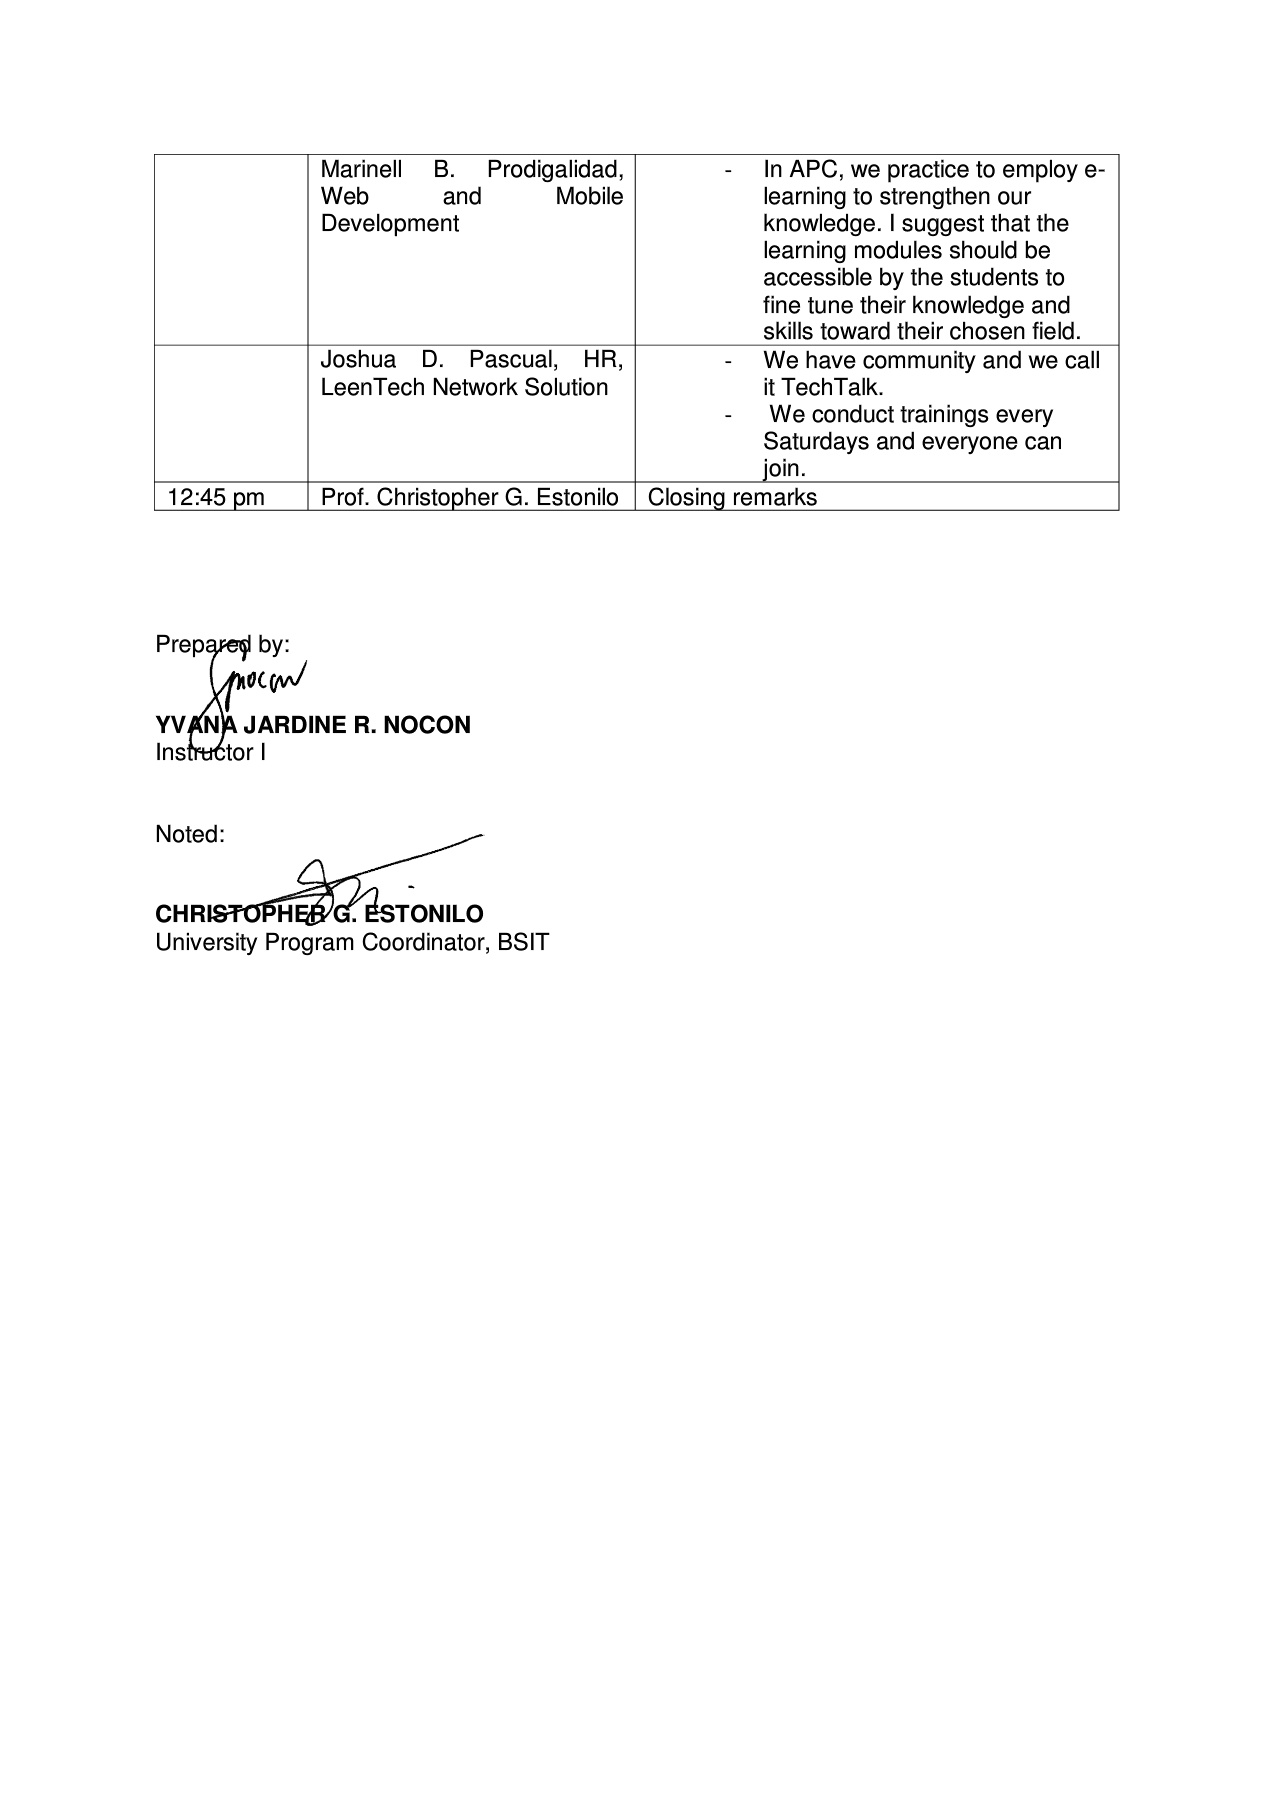 Marinell B. Prodigalidad,
Web and Mobile
Development
- In APC, we practice to employ e-
learning to strengthen our
knowledge. I suggest that the
learning modules should be
accessible by the students to
fine tune their knowledge and
skills toward their chosen field.
Joshua D. Pascual, HR,
LeenTech Network Solution
- We have community and we call
it TechTalk.
- We conduct trainings every
Saturdays and everyone can
join.
12:45 pm
Prof. Christopher G. Estonilo
Closing remarks
Prepared by:
YVANA JARDINE R. NOCON
Instructor I
Noted:
CHRISTOPHER G. ESTONILO
University Program Coordinator, BSIT